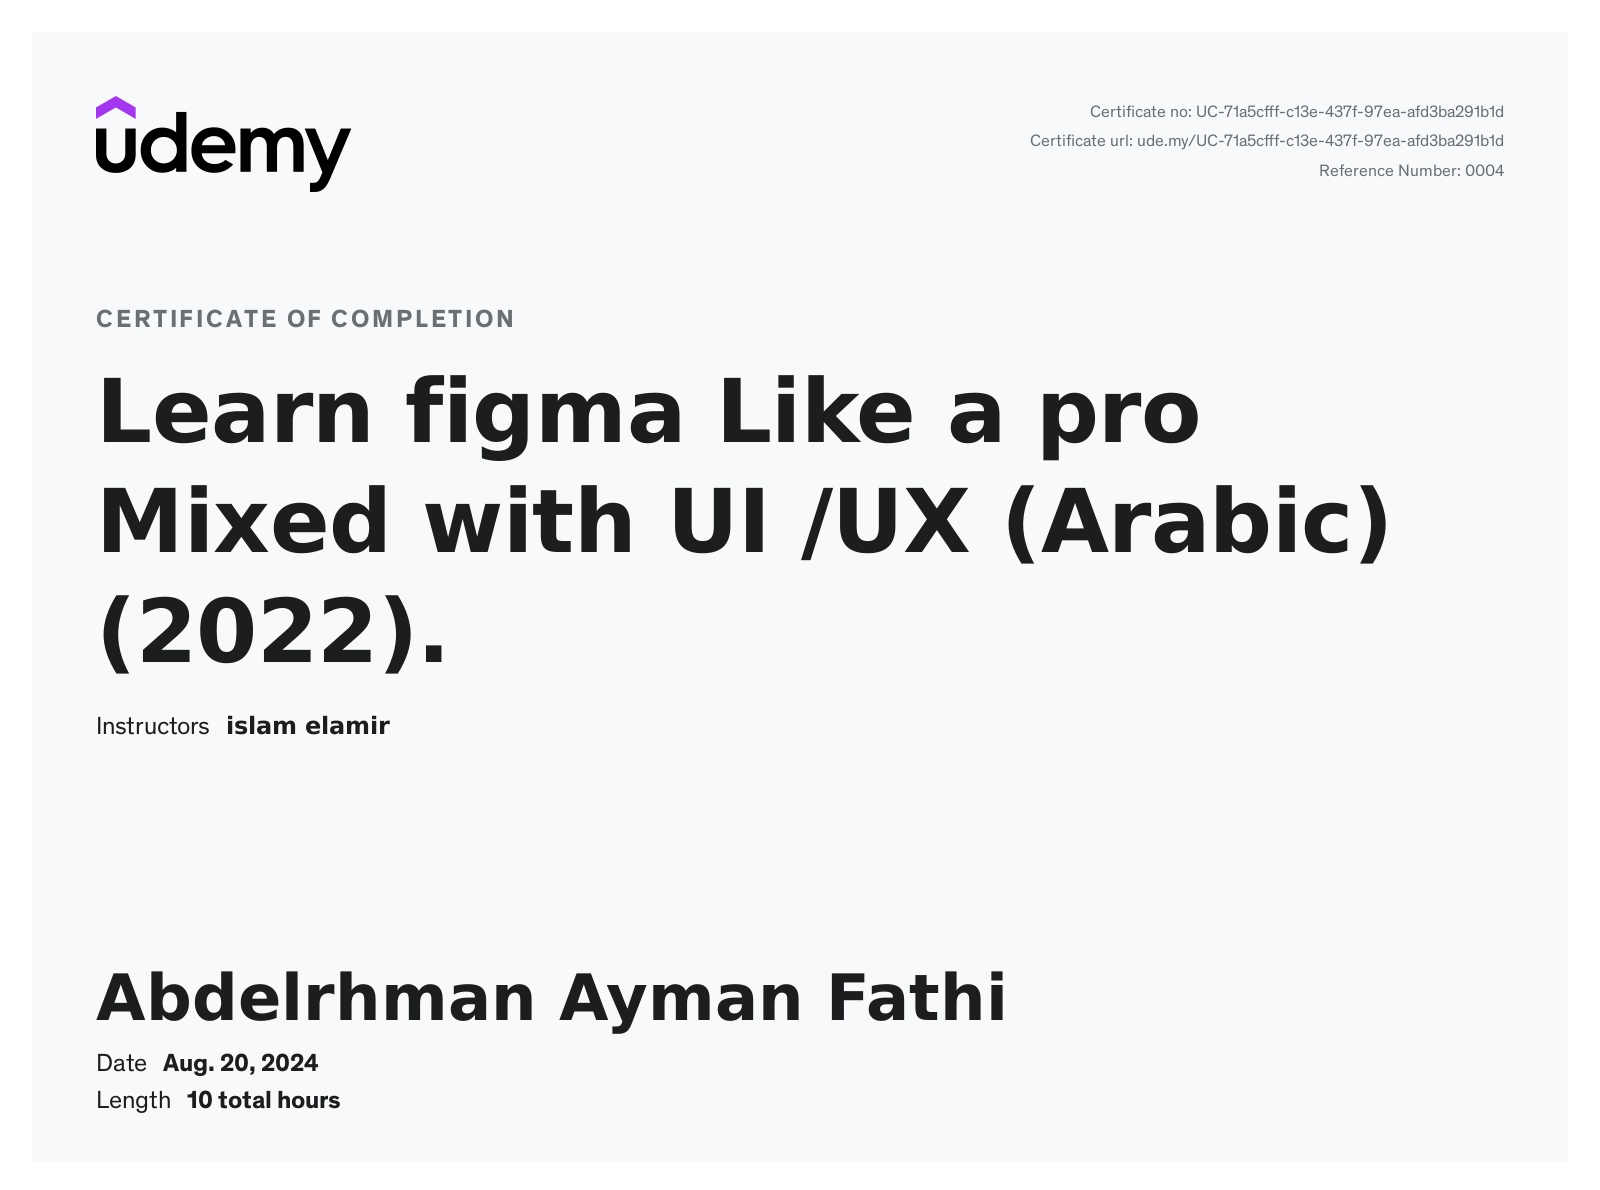 udemy
Certificate no: UC-71a5cfff-c13e-437f-97ea-afd3ba291b1d
Certificate url: ude.my/UC-71a5cfff-c13e-437f-97ea-afd3ba291b1d
Reference Number: 0004
CERTIFICATE OF COMPLETION
Learn figma Like a pro
Mixed with UI /UX (Arabic)
(2022).
Instructors islam elamir
Abdelrhman Ayman Fathi
Date Aug. 20, 2024
Length 10 total hours